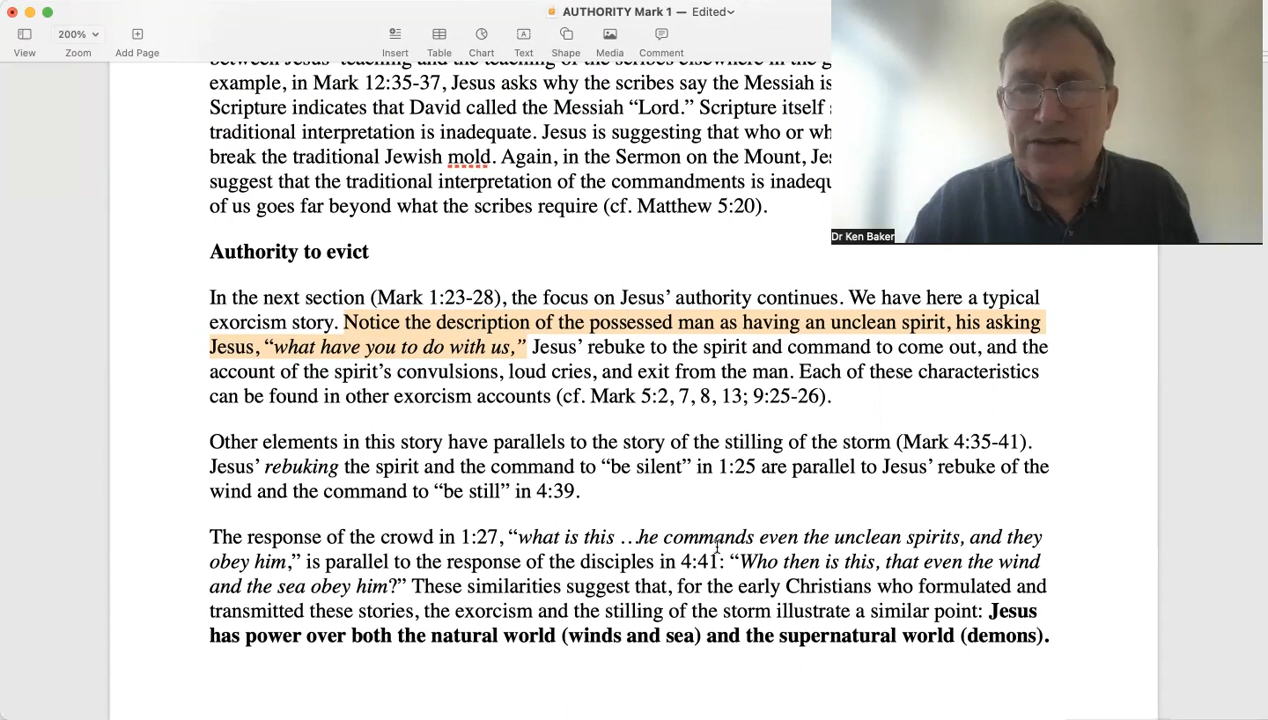 AUTHORITY Mark 1 — Edited
200%
View
Zoom
Add Page
Insert
Table
Chart
Text
Shape
Media
Comment
example, in Mark 12:35-37, Jesus asks why the scribes say the Messiah is
Scripture indicates that David called the Messiah “Lord.” Scripture itself
traditional interpretation is inadequate. Jesus is suggesting that who or
break the traditional Jewish mold. Again, in the Sermon on the Mount,
suggest that the traditional interpretation of the commandments is
of us goes far beyond what the scribes require (cf. Matthew 5:20).
Dr Ken Baker
Authority to evict
In the next section (Mark 1:23-28), the focus on Jesus’ authority continues. We have here a typical
exorcism story. Notice the description of the possessed man as having an unclean spirit, his asking
Jesus, “what have you to do with us,” Jesus’ rebuke to the spirit and command to come out, and the
account of the spirit’s convulsions, loud cries, and exit from the man. Each of these characteristics
can be found in other exorcism accounts (cf. Mark 5:2, 7, 8, 13; 9:25-26).
Other elements in this story have parallels to the story of the stilling of the storm (Mark 4:35-41).
Jesus’ rebuking the spirit and the command to “be silent” in 1:25 are parallel to Jesus’ rebuke of the
wind and the command to “be still” in 4:39.
The response of the crowd in 1:27, “what is this …he commands even the unclean spirits, and they
obey him,” is parallel to the response of the disciples in 4:41: “Who then is this, that even the wind
and the sea obey him?” These similarities suggest that, for the early Christians who formulated and
transmitted these stories, the exorcism and the stilling of the storm illustrate a similar point: Jesus
has power over both the natural world (winds and sea) and the supernatural world (demons).